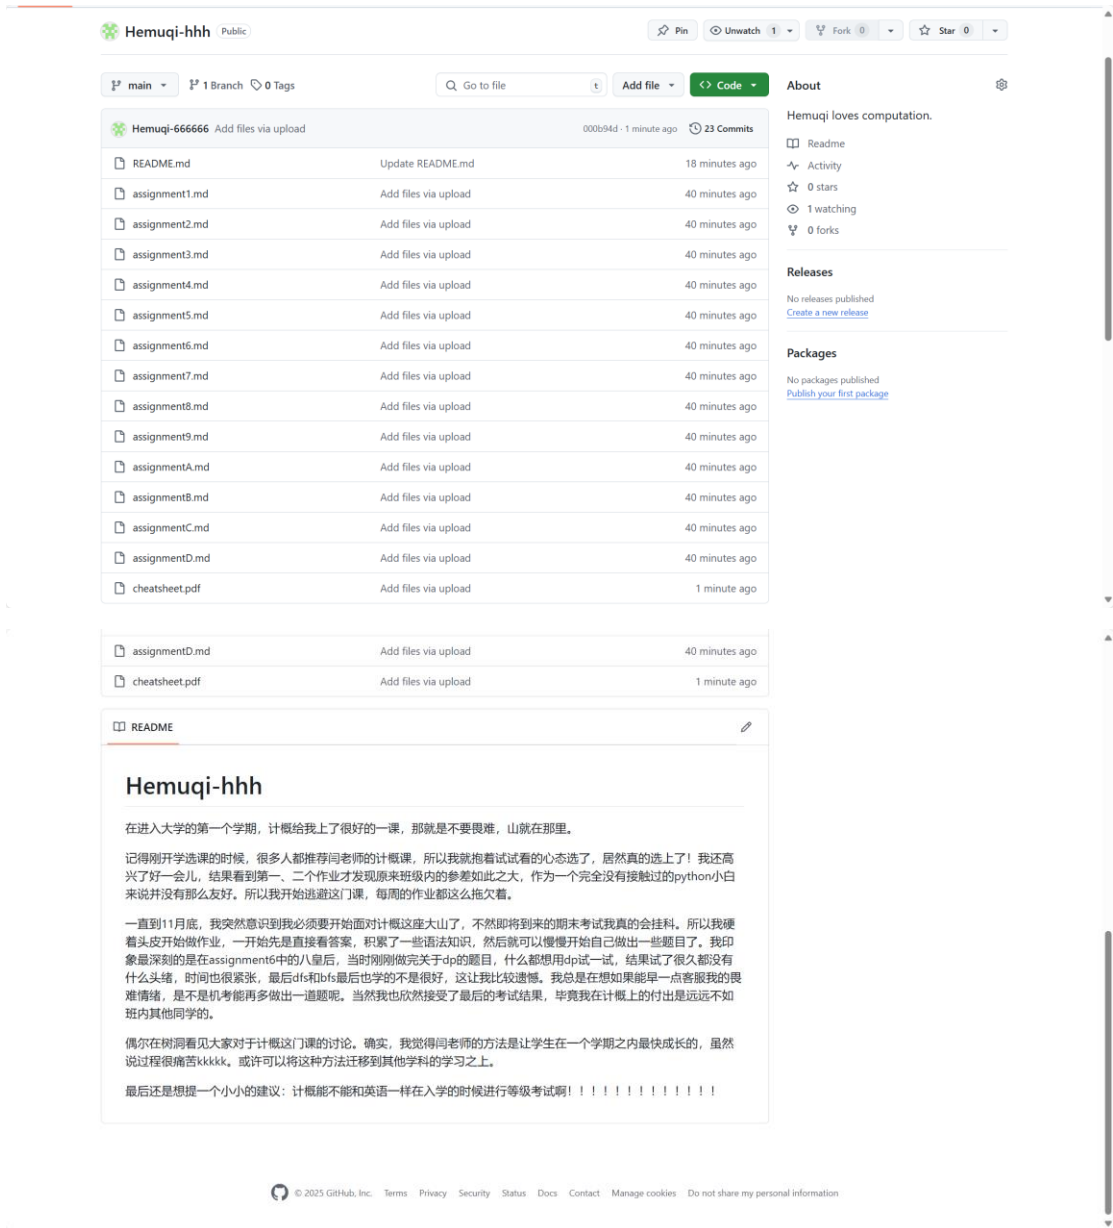 Hemuqi-hhh Public
Pin
Unwatch 1
Fork 0
Star 0
main
1 Branch
0 Tags
Go to file t
Add file
Code
Hemuqi-666666 Add files via upload 000b94d · 1 minute ago 23 Commits
README.md Update README.md 18 minutes ago
assignment1.md Add files via upload 40 minutes ago
assignment2.md Add files via upload 40 minutes ago
assignment3.md Add files via upload 40 minutes ago
assignment4.md Add files via upload 40 minutes ago
assignment5.md Add files via upload 40 minutes ago
assignment6.md Add files via upload 40 minutes ago
assignment7.md Add files via upload 40 minutes ago
assignment8.md Add files via upload 40 minutes ago
assignment9.md Add files via upload 40 minutes ago
assignmentA.md Add files via upload 40 minutes ago
assignmentB.md Add files via upload 40 minutes ago
assignmentC.md Add files via upload 40 minutes ago
assignmentD.md Add files via upload 40 minutes ago
cheatsheet.pdf Add files via upload 1 minute ago
About
Hemuqi loves computation.
Readme
Activity
0 stars
1 watching
0 forks
Releases
No releases published
Create a new release
Packages
No packages published
Publish your first package
assignmentD.md Add files via upload 40 minutes ago
cheatsheet.pdf Add files via upload 1 minute ago
README
Hemuqi-hhh
在进入大学的第一个学期，计概给我上了很好的一课，那就是不要畏难，山就在那里。
记得刚开学选课的时候，很多人都推荐闫老师的计概课，所以我就抱着试试看的心态选了，居然真的选上了！我还高
兴了好一会儿，结果看到第一、二个作业才发现原来班级内的参差如此之大，作为一个完全没有接触过的python小白
来说并没有那么友好。所以我开始逃避这门课，每周的作业都这么拖欠着。
一直到11月底，我突然意识到我必须要开始面对计概这座大山了，不然即将到来的期末考试我真的会挂科。所以我硬
着头皮开始做作业，一开始先是直接看答案，积累了一些语法知识，然后就可以慢慢开始自己做出一些题目了。我印
象最深刻的是在assignment6中的八皇后，当时刚刚做完关于dp的题目，什么都想用dp试一试，结果试了很久都没有
什么头绪，时间也很紧张，最后dfs和bfs最后也学的不是很好，这让我比较遗憾。我总是在想如果能早一点客服我的畏
难情绪，是不是机考能再多做出一道题呢。当然我也欣然接受了最后的考试结果，毕竟我在计概上的付出是远远不如
班内其他同学的。
偶尔在树洞看见大家对于计概这门课的讨论。确实，我觉得闫老师的方法是让学生在一个学期之内最快成长的，虽然
说过程很痛苦kkkkk。或许可以将这种方法迁移到其他学科的学习之上。
最后还是想提一个小小的建议：计概能不能和英语一样在入学的时候进行等级考试啊！！！！！！！！！！！！！
© 2025 GitHub, Inc. Terms Privacy Security Status Docs Contact Manage cookies Do not share my personal information